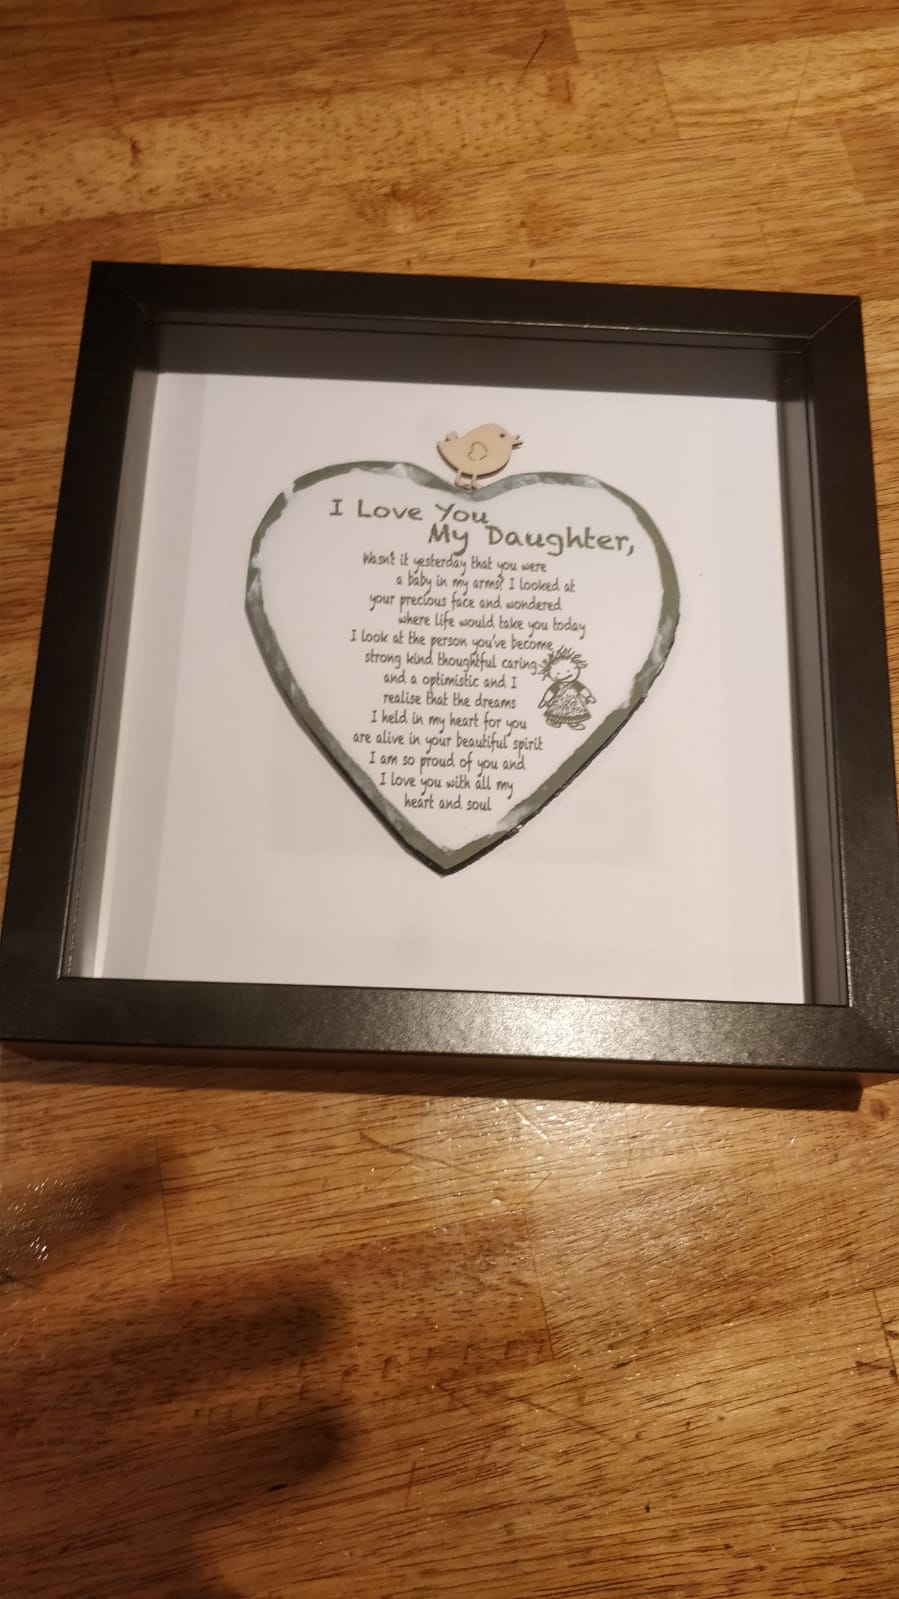 I Love You
My Daughter,
Wasn't it yesterday that you were
a baby in my arms? I looked at
your precious face and wondered
where life would take you today
I look at the person you've become
strong kind thoughtful caring
and a optimistic and I
realise that the dreams
I held in my heart for you
are alive in your beautiful spirit
I am so proud of you and
I love you with all my
heart and soul